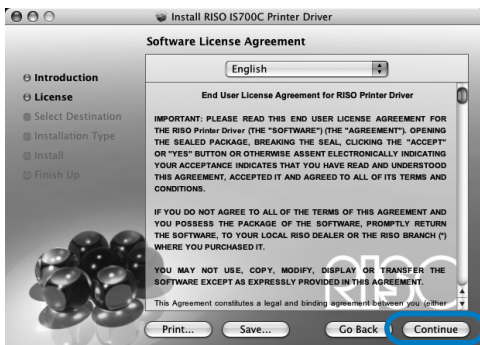 Install RISO IS700C Printer Driver
Software License Agreement
English
Introduction
License
Select Destination
Installation Type
Install
Finish Up
End User License Agreement for RISO Printer Driver
IMPORTANT: PLEASE READ THIS END USER LICENSE AGREEMENT FOR
THE RISO Printer Driver (THE "SOFTWARE") (THE "AGREEMENT"). OPENING
THE SEALED PACKAGE, BREAKING THE SEAL, CLICKING THE "ACCEPT"
OR "YES" BUTTON OR OTHERWISE ASSENT ELECTRONICALLY INDICATING
YOUR ACCEPTANCE INDICATES THAT YOU HAVE READ AND UNDERSTOOD
THIS AGREEMENT, ACCEPTED IT AND AGREED TO ALL OF ITS TERMS AND
CONDITIONS.
IF YOU DO NOT AGREE TO ALL OF THE TERMS OF THIS AGREEMENT AND
YOU POSSESS THE PACKAGE OF THE SOFTWARE, PROMPTLY RETURN
THE SOFTWARE, TO YOUR LOCAL RISO DEALER OR THE RISO BRANCH (*)
WHERE YOU PURCHASED IT.
YOU MAY NOT USE, COPY, MODIFY, DISPLAY OR TRANSFER THE
SOFTWARE EXCEPT AS EXPRESSLY PROVIDED IN THIS AGREEMENT.
This Agreement constitutes a legal and binding agreement between you (either
RISO
Print... Save... Go Back Continue